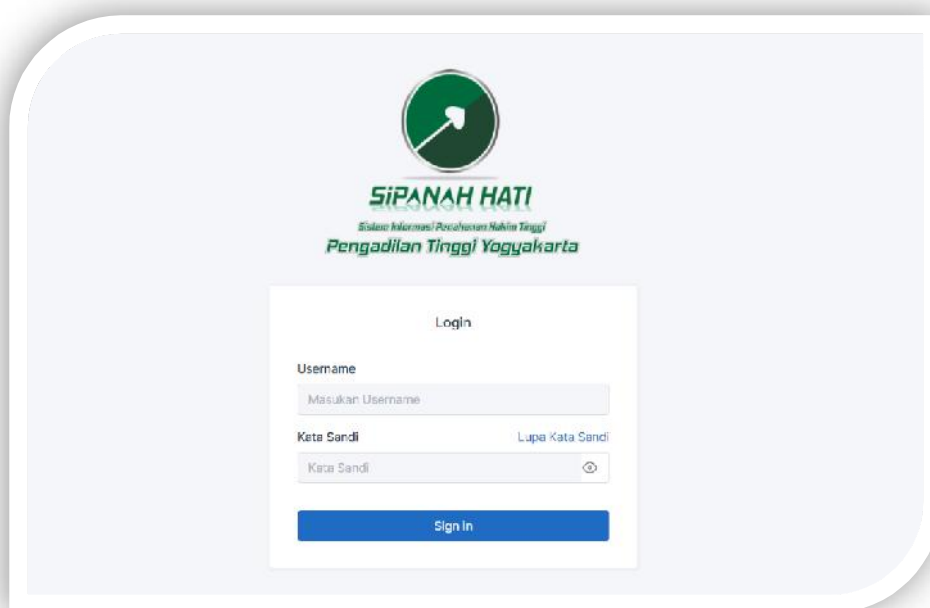 SiPANAH HATI
Sistem Informasi Penahanan Hakim Tinggi
Pengadilan Tinggi Yogyakarta
Login
Username
Masukan Username
Kata Sandi
Lupa Kata Sandi
Kata Sandi
Sign in